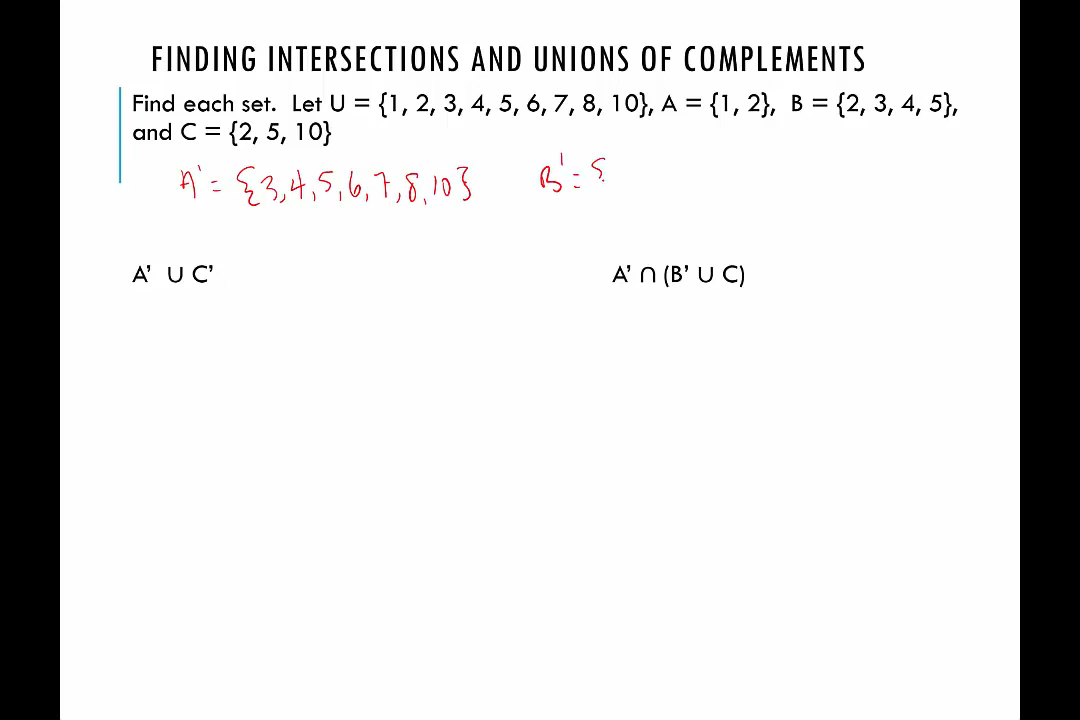 FINDING INTERSECTIONS AND UNIONS OF COMPLEMENTS
Find each set. Let U = {1, 2, 3, 4, 5, 6, 7, 8, 10}, A = {1, 2}, B = {2, 3, 4, 5},
and C = {2, 5, 10}
A' = {3,4,5,6,7,8,10} B' =
A’ ∪ C’ A’ ∩ (B’ ∪ C)